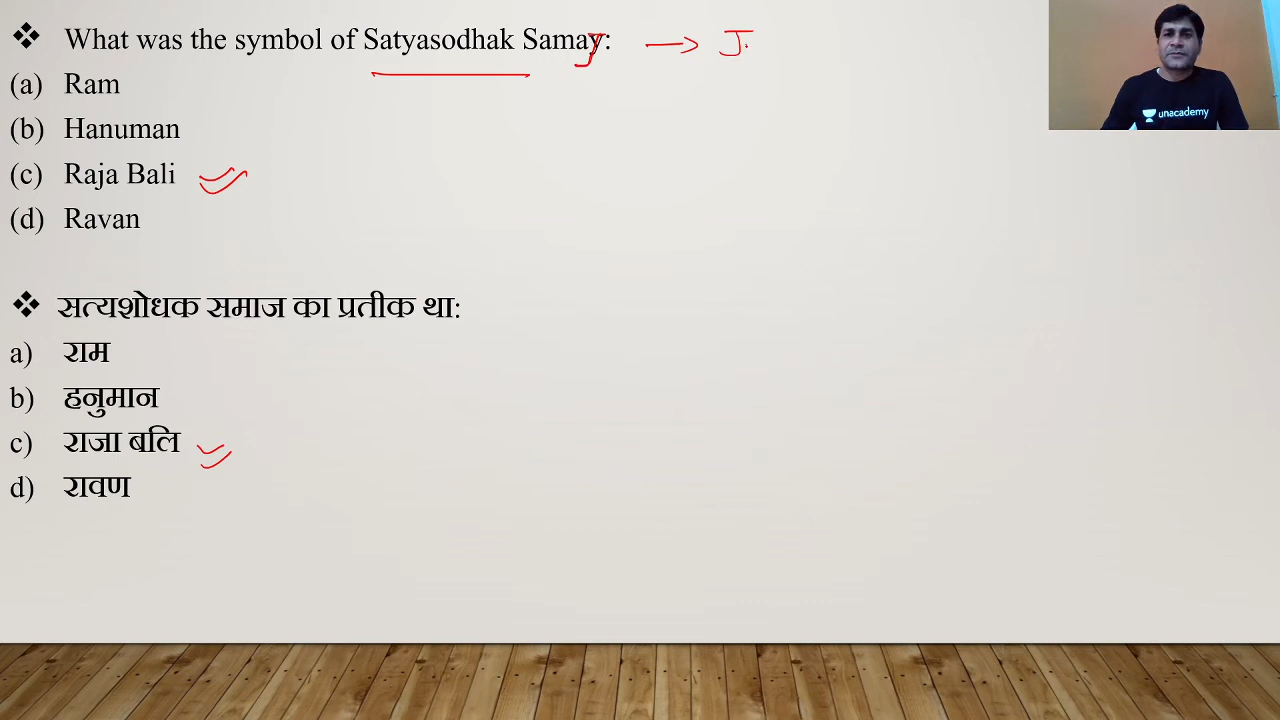 ❖ What was the symbol of Satyasodhak Samay: J → J.
(a) Ram
(b) Hanuman
(c) Raja Bali
(d) Ravan
❖ सत्यशोधक समाज का प्रतीक था:
a) राम
b) हनुमान
c) राजा बलि
d) रावण
unacademy